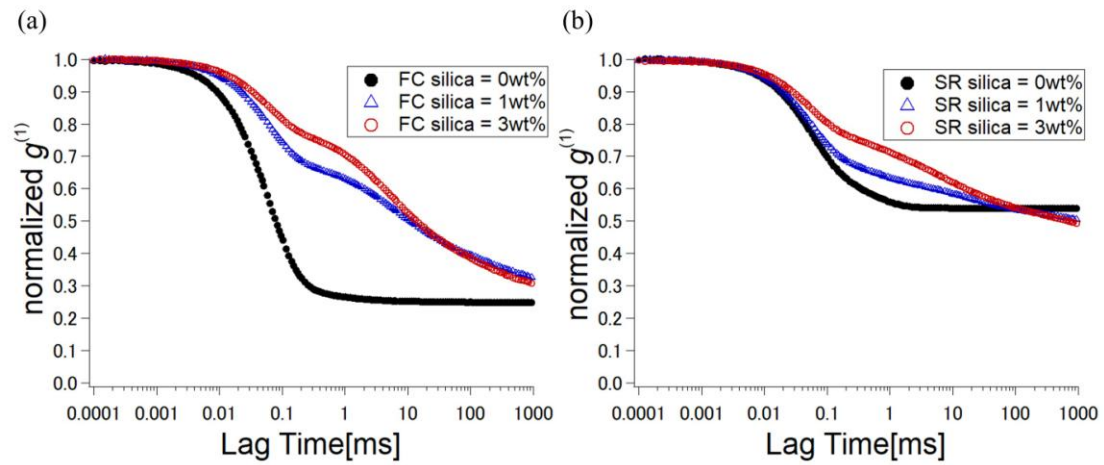 (a)
normalized g(1)
1.0
0.9
0.8
0.7
0.6
0.5
0.4
0.3
0.2
0.1
0.0
FC silica = 0wt%
FC silica = 1wt%
FC silica = 3wt%
0.0001 0.001 0.01 0.1 1 10 100 1000
Lag Time[ms]
(b)
normalized g(1)
1.0
0.9
0.8
0.7
0.6
0.5
0.4
0.3
0.2
0.1
0.0
SR silica = 0wt%
SR silica = 1wt%
SR silica = 3wt%
0.0001 0.001 0.01 0.1 1 10 100 1000
Lag Time[ms]